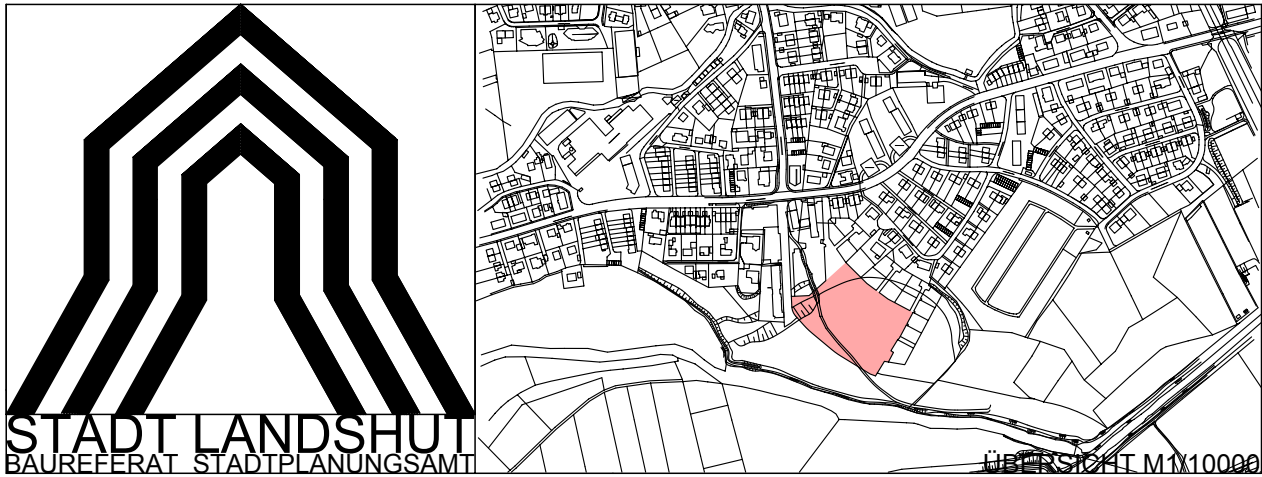 STADT LANDSHUT
BAUREFERAT STADTPLANUNGSAMT
ÜBERSICHT M1/10000